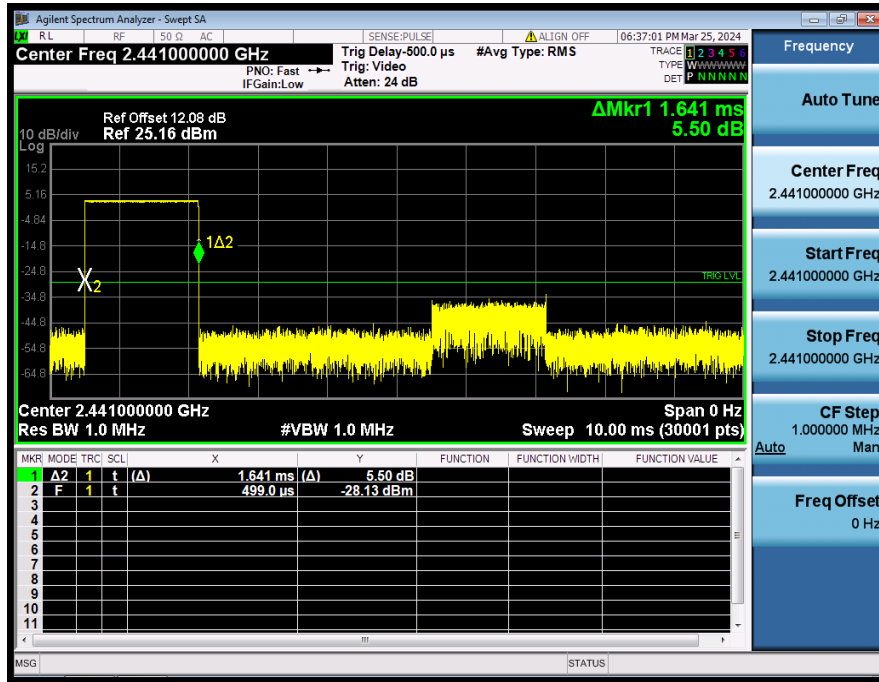 Agilent Spectrum Analyzer - Swept SA
LXI RL RF 50 Ω AC SENSE:PULSE ALIGN OFF 06:37:01 PM Mar 25, 2024
Center Freq 2.441000000 GHz
Trig Delay-500.0 µs #Avg Type: RMS TRACE 1 2 3 4 5 6
PNO: Fast Trig: Video TYPE WWWWWW
IFGain:Low Atten: 24 dB DET P N N N N N
Frequency
Auto Tune
Ref Offset 12.08 dB ΔMkr1 1.641 ms
10 dB/div Ref 25.16 dBm 5.50 dB
Log
15.2
5.16
-4.84
-14.8
-24.8
-34.8
-44.8
-54.8
-64.8
1Δ2
X2
TRIG LVL
Center 2.441000000 GHz Span 0 Hz
Res BW 1.0 MHz #VBW 1.0 MHz Sweep 10.00 ms (30001 pts)
Center Freq
2.441000000 GHz
Start Freq
2.441000000 GHz
Stop Freq
2.441000000 GHz
CF Step
1.000000 MHz
Auto Man
Freq Offset
0 Hz
MKR MODE TRC SCL X Y FUNCTION FUNCTION WIDTH FUNCTION VALUE
1 Δ2 1 t (Δ) 1.641 ms (Δ) 5.50 dB
2 F 1 t 499.0 µs -28.13 dBm
3
4
5
6
7
8
9
10
11
MSG STATUS